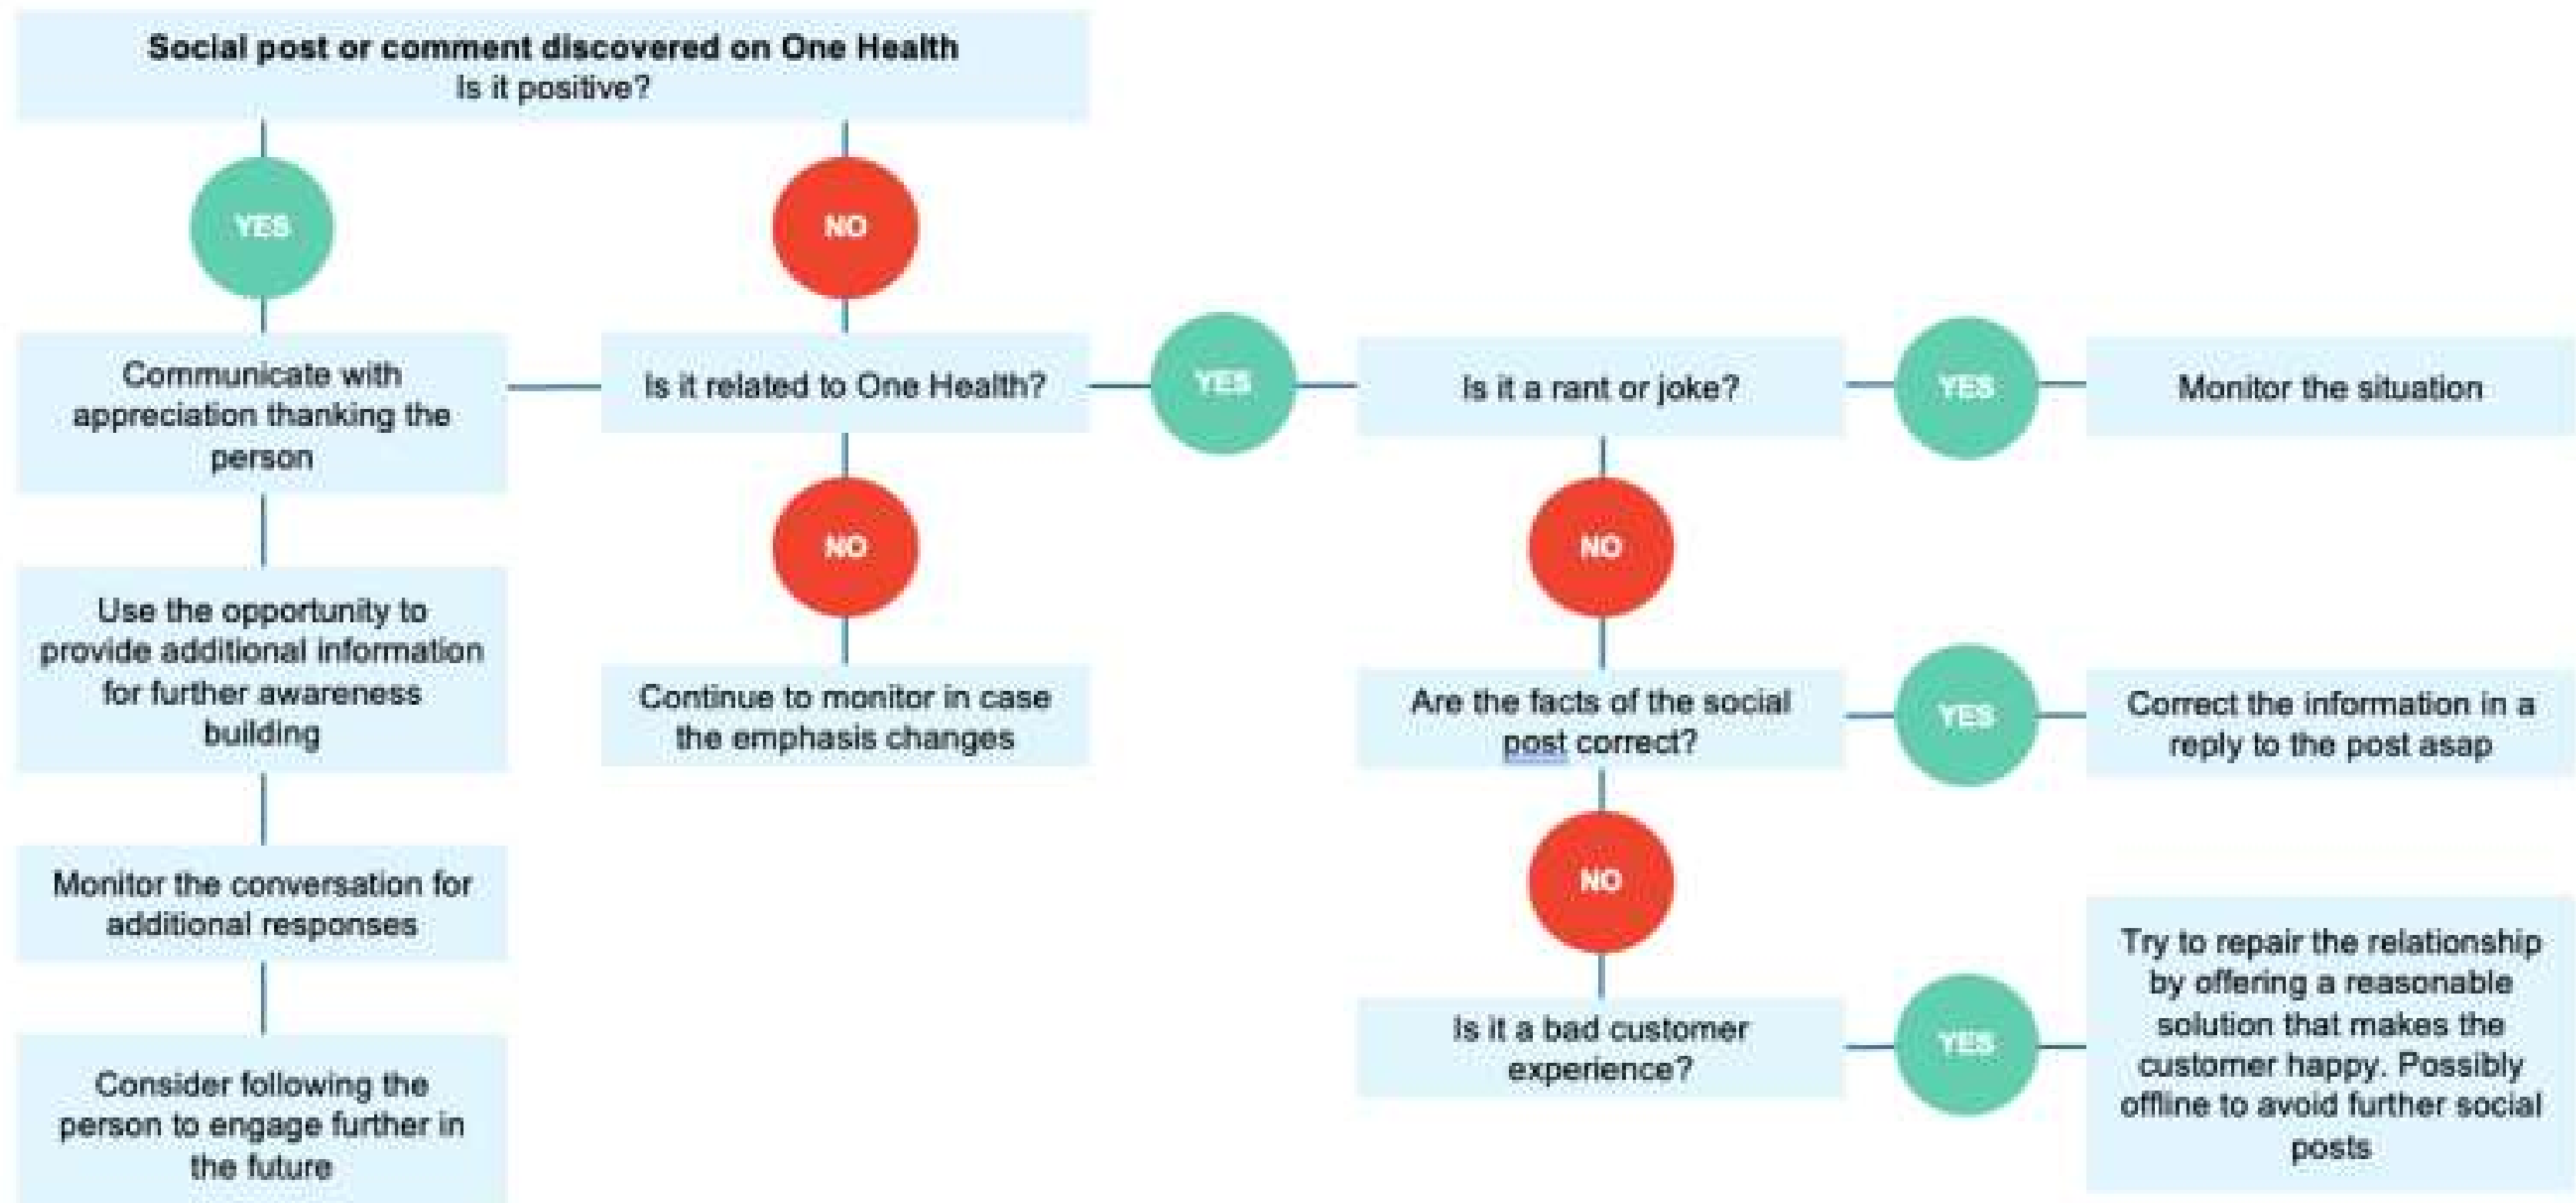 Social post or comment discovered on One Health
Is it positive?
YES
NO
Communicate with
appreciation thanking the
person
Is it related to One Health?
YES
Is it a rant or joke?
YES
Monitor the situation
NO
NO
Use the opportunity to
provide additional information
for further awareness
building
Continue to monitor in case
the emphasis changes
Are the facts of the social
post correct?
YES
Correct the information in a
reply to the post asap
NO
Monitor the conversation for
additional responses
Is it a bad customer
experience?
YES
Try to repair the relationship
by offering a reasonable
solution that makes the
customer happy. Possibly
offline to avoid further social
posts
Consider following the
person to engage further in
the future